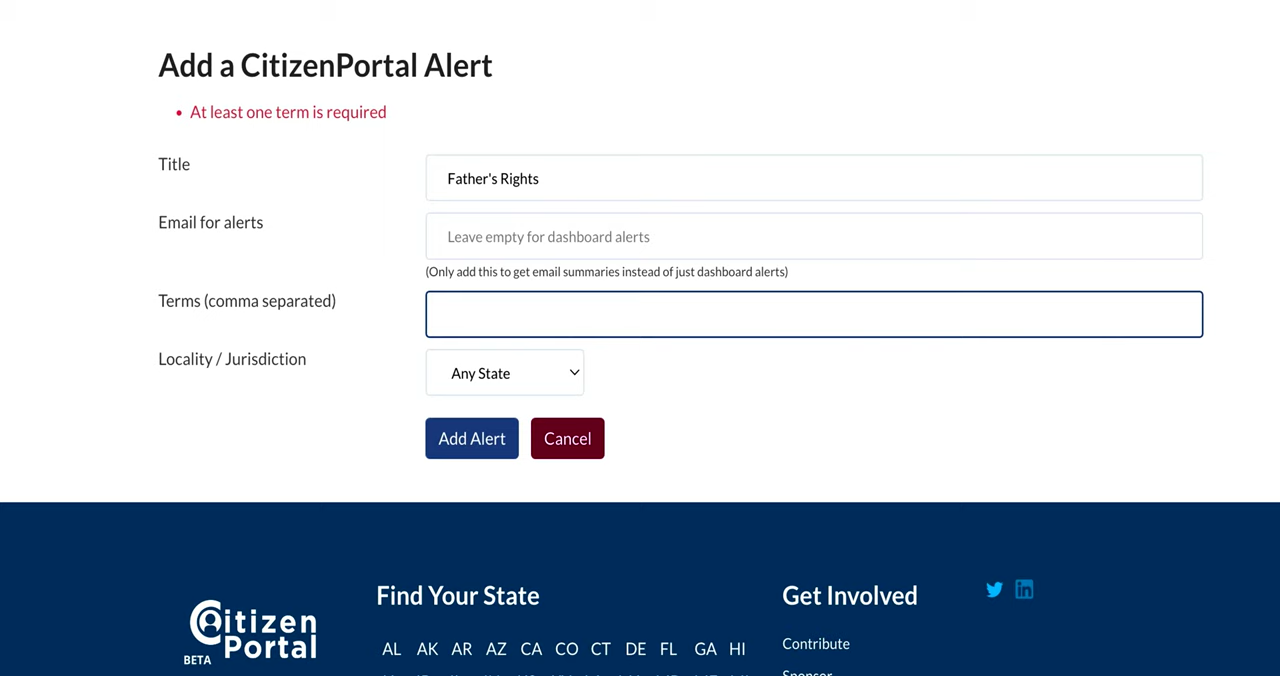 Add a CitizenPortal Alert
• At least one term is required
Title
Father's Rights
Email for alerts
Leave empty for dashboard alerts
(Only add this to get email summaries instead of just dashboard alerts)
Terms (comma separated)
Locality / Jurisdiction
Any State
Add Alert
Cancel
Citizen
Portal
BETA
Find Your State
AL AK AR AZ CA CO CT DE FL GA HI
Get Involved
Contribute
Sponsor